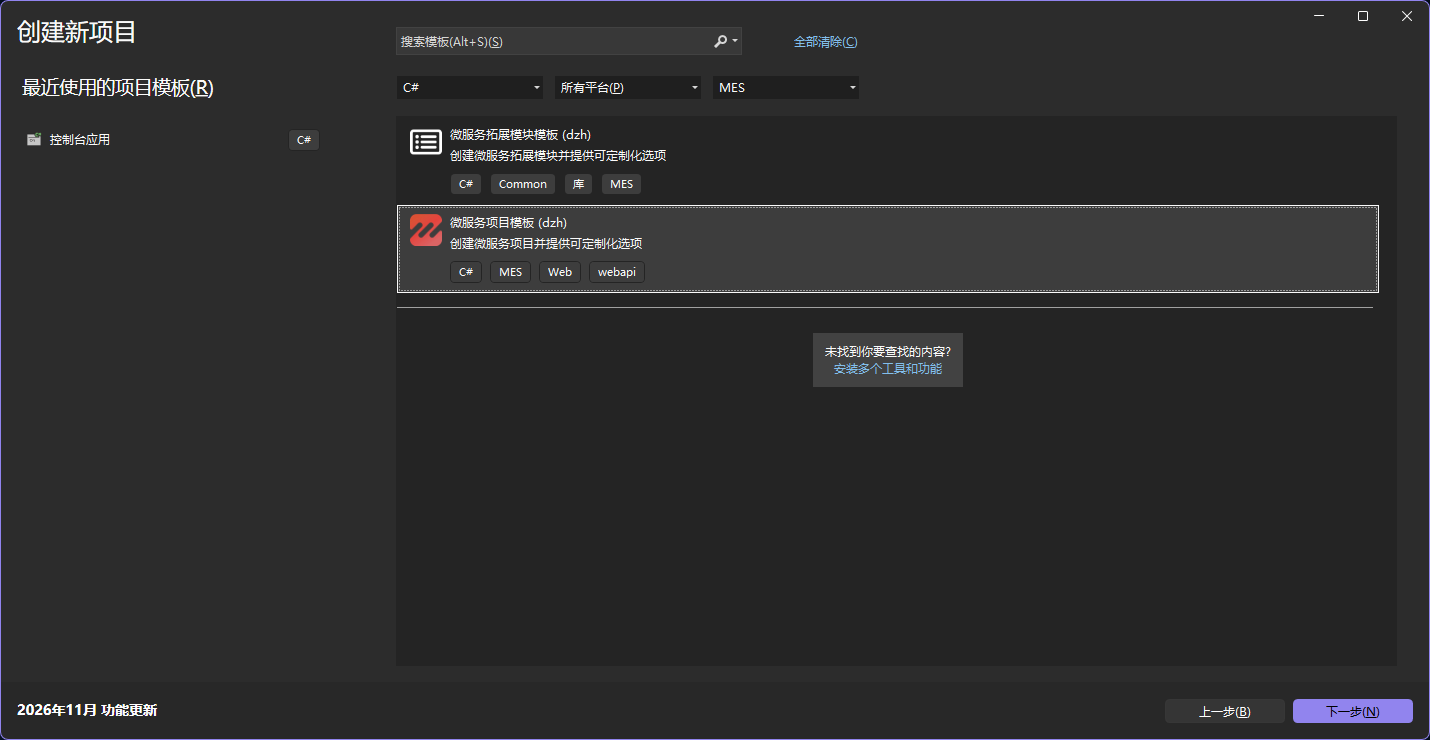 创建新项目
搜索模板(Alt+S)(S)
全部清除(C)
最近使用的项目模板(R)
C#
所有平台(P)
MES
控制台应用
C#
微服务拓展模块模板 (dzh)
创建微服务拓展模块并提供可定制化选项
C# Common 库 MES
微服务项目模板 (dzh)
创建微服务项目并提供可定制化选项
C# MES Web webapi
未找到你要查找的内容?
安装多个工具和功能
2026年11月 功能更新
上一步(B)
下一步(N)